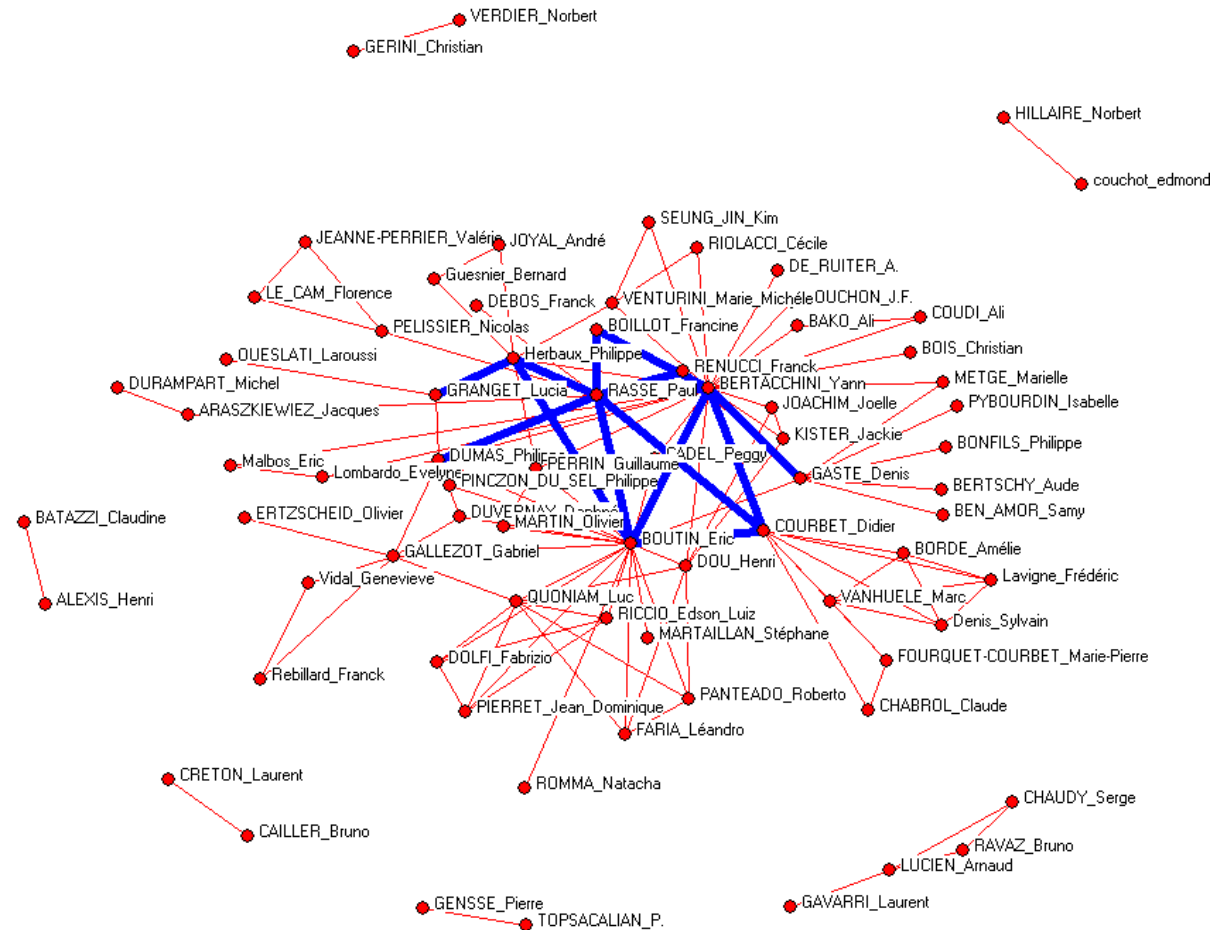 VERDIER_Norbert
GERINI_Christian
HILLAIRE_Norbert
couchot_edmond
SEUNG_JIN_Kim
JEANNE-PERRIER_Valérie
JOYAL_André
RIOLACCI_Cécile
DE_RUITER_A.
Guesnier_Bernard
LE_CAM_Florence
DEBOS_Franck
VENTURINI_Marie_Michéle
OUCHON_J.F.
COUDI_Ali
BAKO_Ali
PELISSIER_Nicolas
BOILLOT_Francine
BOIS_Christian
OUESLATI_Laroussi
Herbaux_Philippe
RENUCCI_Franck
METGE_Marielle
DURAMPART_Michel
GRANGET_Lucia
RASSE_Paul
BERTACCHINI_Yann
PYBOURDIN_Isabelle
ARASZKIEWIEZ_Jacques
JOACHIM_Joelle
KISTER_Jackie
BONFILS_Philippe
Malbos_Eric
DUMAS_Philippe
CADEL_Peggy
Lombardo_Evelyne
PERRIN_Guillaume
GASTE_Denis
PINCZON_DU_SEL_Philippe
BERTSCHY_Aude
ERTZSCHEID_Olivier
MARTIN_Olivier
BEN_AMOR_Samy
BATAZZI_Claudine
COURBET_Didier
GALLEZOT_Gabriel
BOUTIN_Eric
BORDE_Amélie
DOU_Henri
Vidal_Genevieve
Lavigne_Frédéric
ALEXIS_Henri
QUONIAM_Luc
VANHUELE_Marc
RICCIO_Edson_Luiz
Denis_Sylvain
MARTAILLAN_Stéphane
DOLFI_Fabrizio
FOURQUET-COURBET_Marie-Pierre
Rebillard_Franck
PANTEADO_Roberto
PIERRET_Jean_Dominique
CHABROL_Claude
FARIA_Léandro
CRETON_Laurent
ROMMA_Natacha
CHAUDY_Serge
CAILLER_Bruno
RAVAZ_Bruno
LUCIEN_Arnaud
GENSSE_Pierre
GAVARRI_Laurent
TOPSACALIAN_P.